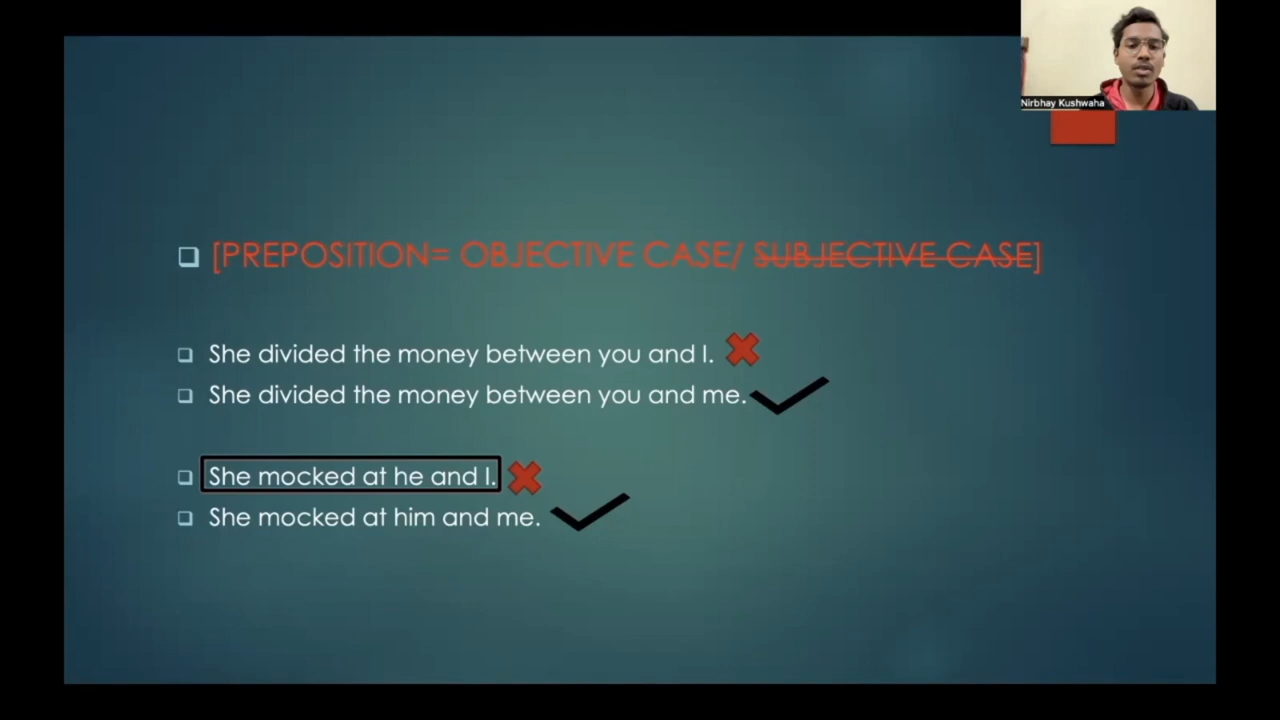 Nirbhay Kushwaha
[PREPOSITION= OBJECTIVE CASE/ SUBJECTIVE CASE]
She divided the money between you and I.
She divided the money between you and me.
She mocked at he and I.
She mocked at him and me.